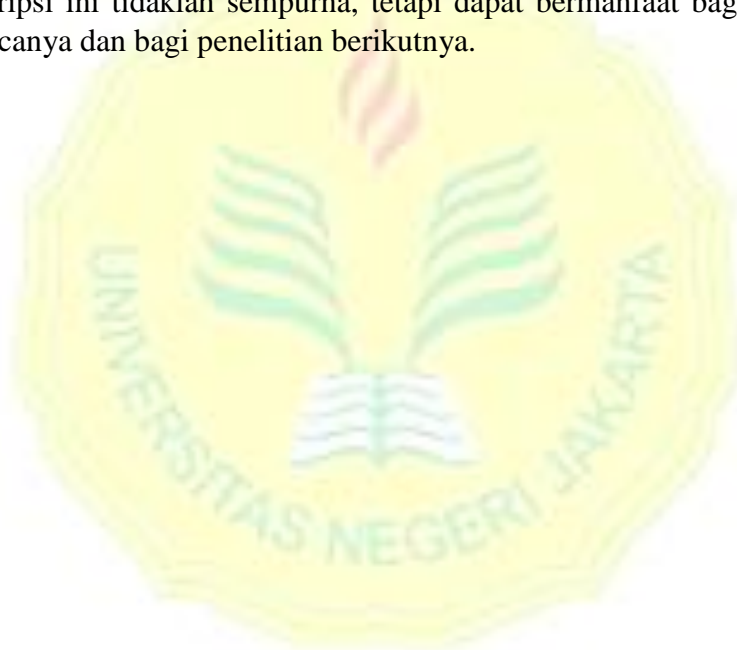 ripsi ini tidaklah sempurna, tetapi dapat bermanfaat bag
canya dan bagi penelitian berikutnya.
UNIVERSITAS NEGERI JAKARTA